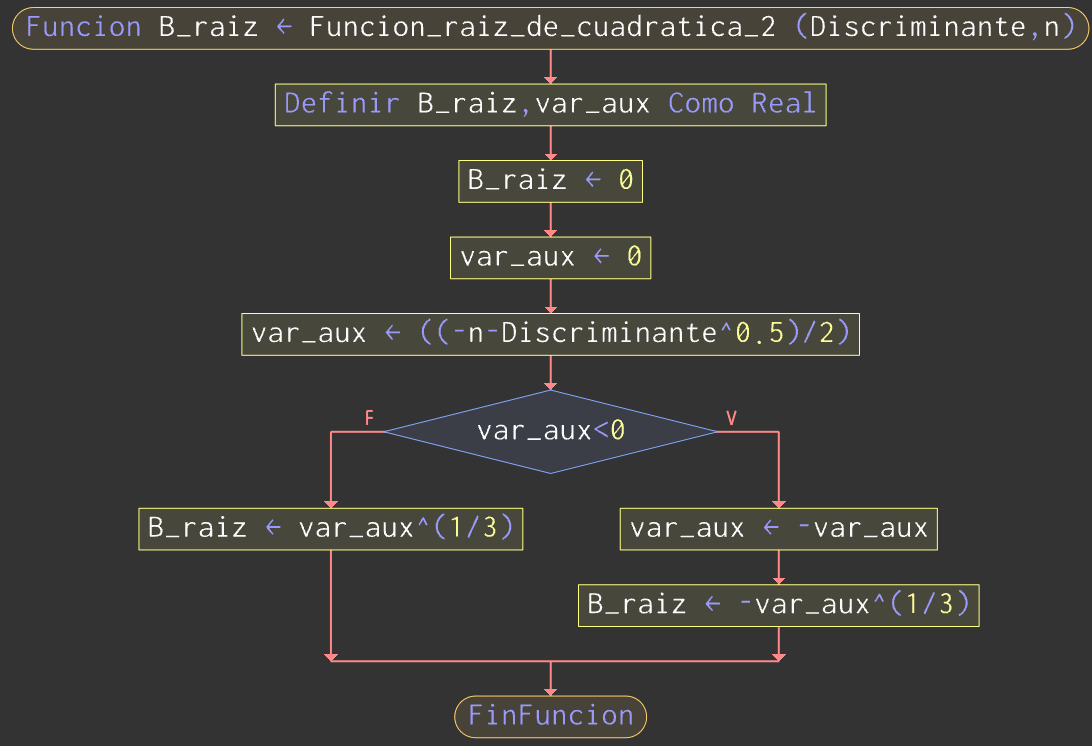 Funcion B_raiz ← Funcion_raiz_de_cuadratica_2 (Discriminante,n)
Definir B_raiz,var_aux Como Real
B_raiz ← 0
var_aux ← 0
var_aux ← ((-n-Discriminante^0.5)/2)
F
V
var_aux<0
B_raiz ← var_aux^(1/3)
var_aux ← -var_aux
B_raiz ← -var_aux^(1/3)
FinFuncion